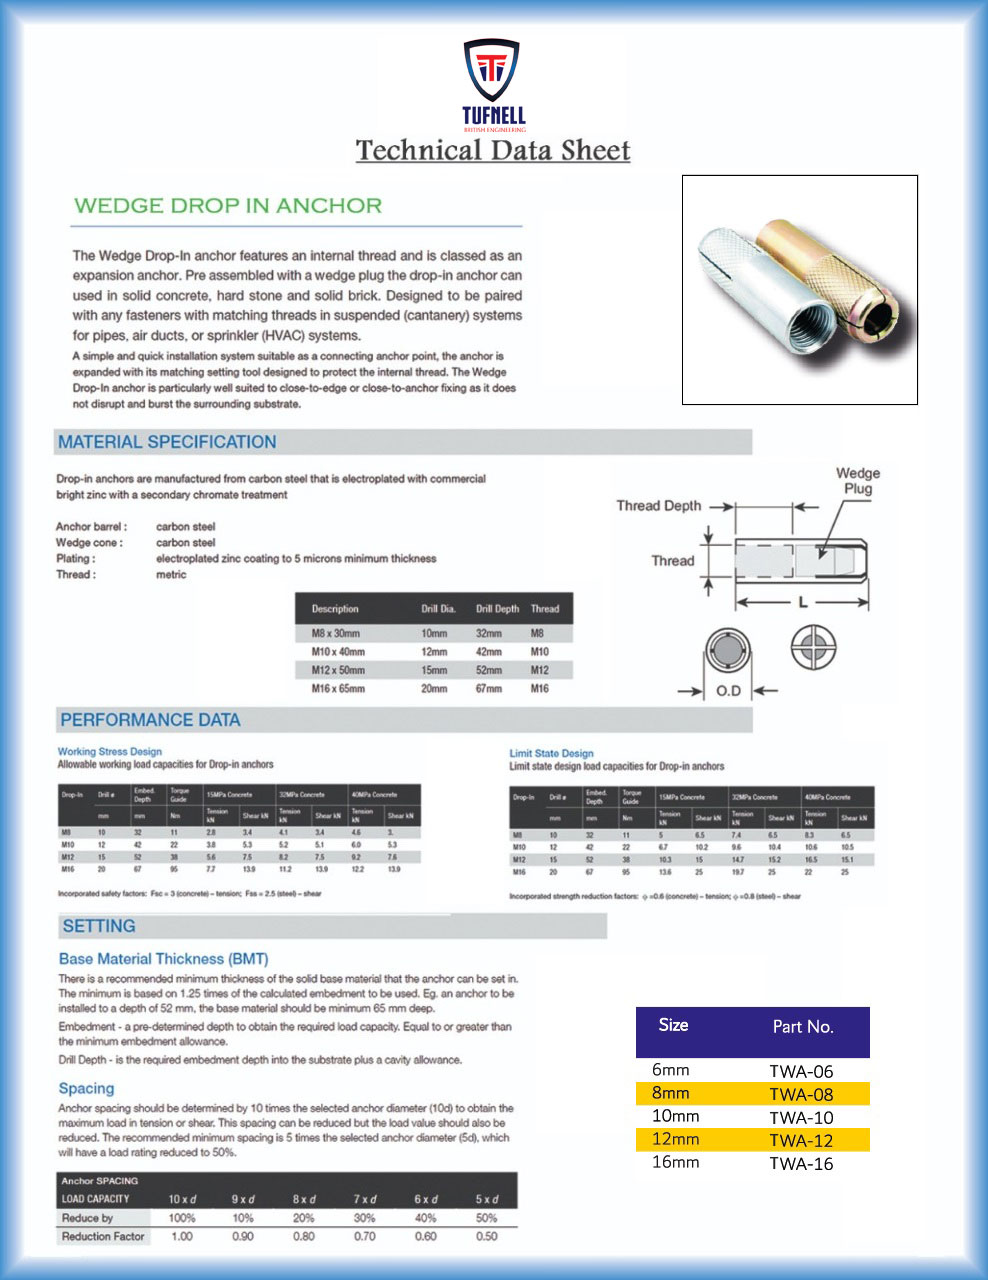 TUFNELL
BRITISH ENGINEERING
Technical Data Sheet
WEDGE DROP IN ANCHOR
The Wedge Drop-In anchor features an internal thread and is classed as an
expansion anchor. Pre assembled with a wedge plug the drop-in anchor can
used in solid concrete, hard stone and solid brick. Designed to be paired
with any fasteners with matching threads in suspended (cantanery) systems
for pipes, air ducts, or sprinkler (HVAC) systems.
A simple and quick installation system suitable as a connecting anchor point, the anchor is
expanded with its matching setting tool designed to protect the internal thread. The Wedge
Drop-In anchor is particularly well suited to close-to-edge or close-to-anchor fixing as it does
not disrupt and burst the surrounding substrate.
MATERIAL SPECIFICATION
Drop-in anchors are manufactured from carbon steel that is electroplated with commercial
bright zinc with a secondary chromate treatment
Anchor barrel : carbon steel
Wedge cone : carbon steel
Plating : electroplated zinc coating to 5 microns minimum thickness
Thread : metric
Wedge
Plug
Thread Depth
Thread
L
O.D
Description Drill Dia. Drill Depth Thread
M8 x 30mm 10mm 32mm M8
M10 x 40mm 12mm 42mm M10
M12 x 50mm 15mm 52mm M12
M16 x 65mm 20mm 67mm M16
PERFORMANCE DATA
Working Stress Design
Allowable working load capacities for Drop-in anchors
Drop-In Drill ø Embed. Depth Torque Guide 15MPa Concrete 32MPa Concrete 40MPa Concrete
mm mm Nm Tension kN Shear kN Tension kN Shear kN Tension kN Shear kN
M8 10 32 11 2.8 3.4 4.1 3.4 4.6 3.
M10 12 42 22 3.8 5.3 5.2 5.1 6.0 5.3
M12 15 52 38 5.6 7.5 8.2 7.5 9.2 7.6
M16 20 67 95 7.7 13.9 11.2 13.9 12.2 13.9
Incorporated safety factors: Fsc = 3 (concrete) – tension; Fss = 2.5 (steel) – shear
Limit State Design
Limit state design load capacities for Drop-in anchors
Drop-In Drill ø Embed. Depth Torque Guide 15MPa Concrete 32MPa Concrete 40MPa Concrete
mm mm Nm Tension kN Shear kN Tension kN Shear kN Tension kN Shear kN
M8 10 32 11 5 6.5 7.4 6.5 8.3 6.5
M10 12 42 22 6.7 10.2 9.6 10.4 10.6 10.5
M12 15 52 38 10.3 15 14.7 15.2 16.5 15.1
M16 20 67 95 13.6 25 19.7 25 22 25
Incorporated strength reduction factors: ϕ =0.6 (concrete) – tension; ϕ =0.8 (steel) – shear
SETTING
Base Material Thickness (BMT)
There is a recommended minimum thickness of the solid base material that the anchor can be set in.
The minimum is based on 1.25 times of the calculated embedment to be used. Eg. an anchor to be
installed to a depth of 52 mm, the base material should be minimum 65 mm deep.
Embedment - a pre-determined depth to obtain the required load capacity. Equal to or greater than
the minimum embedment allowance.
Drill Depth - is the required embedment depth into the substrate plus a cavity allowance.
Spacing
Anchor spacing should be determined by 10 times the selected anchor diameter (10d) to obtain the
maximum load in tension or shear. This spacing can be reduced but the load value should also be
reduced. The recommended minimum spacing is 5 times the selected anchor diameter (5d), which
will have a load rating reduced to 50%.
Anchor SPACING
LOAD CAPACITY 10 x d 9 x d 8 x d 7 x d 6 x d 5 x d
Reduce by 100% 10% 20% 30% 40% 50%
Reduction Factor 1.00 0.90 0.80 0.70 0.60 0.50
Size Part No.
6mm TWA-06
8mm TWA-08
10mm TWA-10
12mm TWA-12
16mm TWA-16